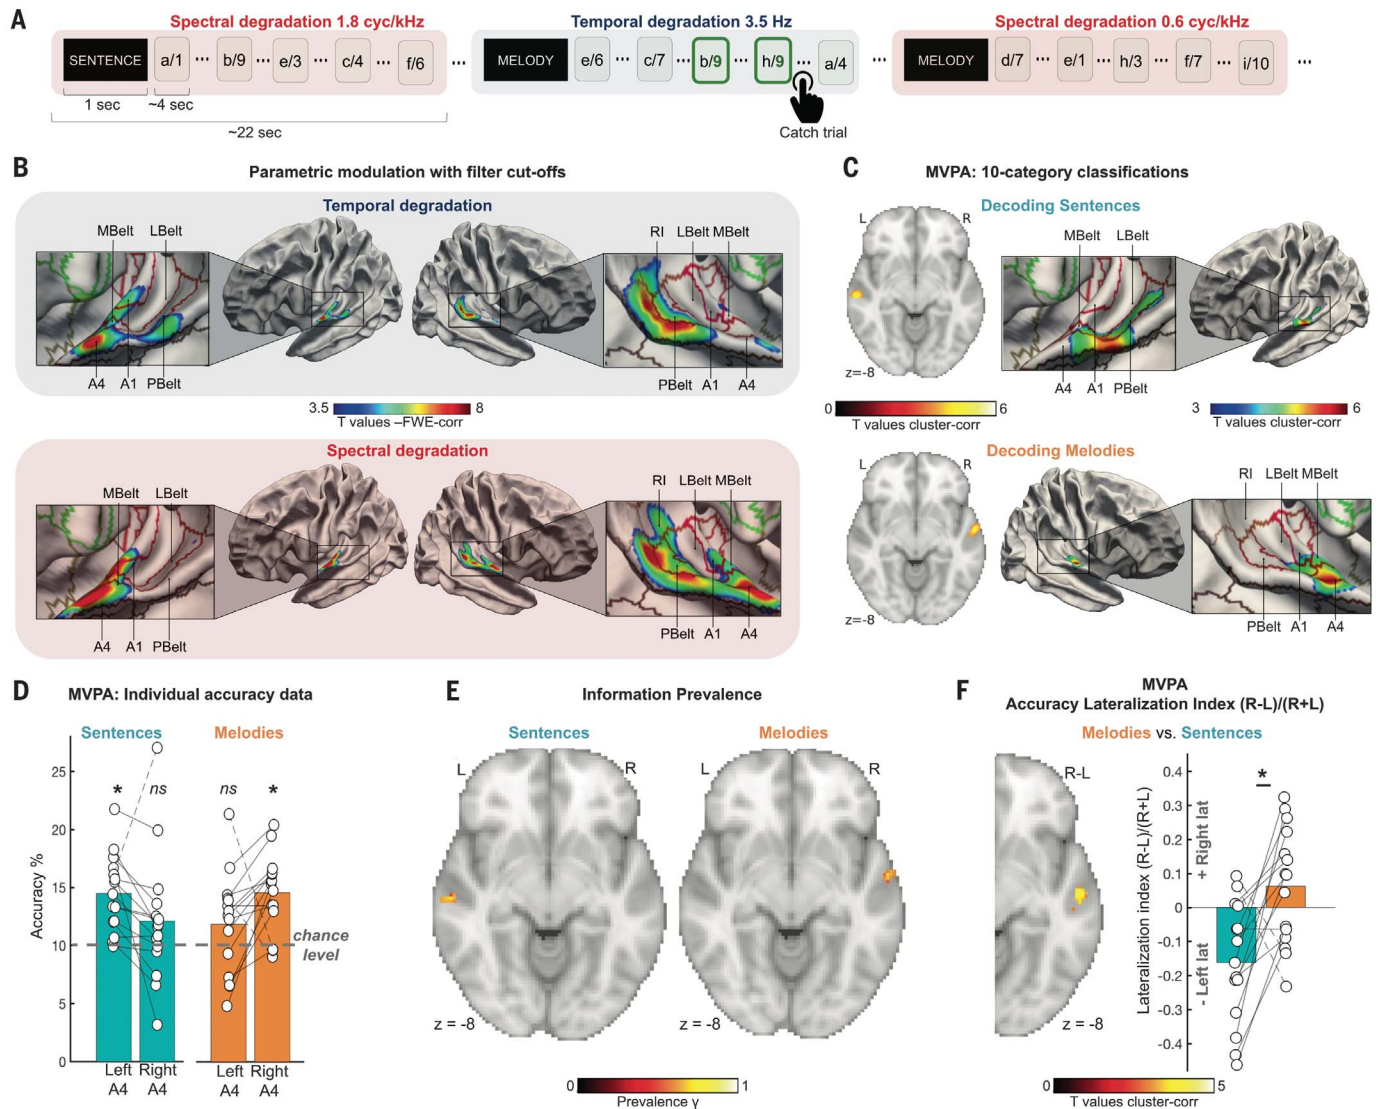 A
Spectral degradation 1.8 cyc/kHz
Temporal degradation 3.5 Hz
Spectral degradation 0.6 cyc/kHz
SENTENCE a/1 ... b/9 ... e/3 ... c/4 ... f/6 ... MELODY e/6 ... c/7 ... b/9 ... h/9 ... a/4 ... MELODY d/7 ... e/1 ... h/3 ... f/7 ... i/10 ...
1 sec ~4 sec
~22 sec
Catch trial
B
Parametric modulation with filter cut-offs
Temporal degradation
MBelt LBelt
RI LBelt MBelt
A4 A1 PBelt
PBelt A1 A4
3.5 8
T values –FWE-corr
Spectral degradation
MBelt LBelt
RI LBelt MBelt
A4 A1 PBelt
PBelt A1 A4
C
MVPA: 10-category classifications
L R
Decoding Sentences
MBelt LBelt
A4 A1 PBelt
z=-8
0 6
T values cluster-corr
3 6
T values cluster-corr
L R
Decoding Melodies
RI LBelt MBelt
PBelt A1 A4
z=-8
D
MVPA: Individual accuracy data
Sentences Melodies
* ns ns *
Accuracy %
25
20
15
10
5
0
chance
level
Left Right Left Right
A4 A4 A4 A4
E
Information Prevalence
Sentences Melodies
L R L R
z = -8 z = -8
0 1
Prevalence γ
F
MVPA
Accuracy Lateralization Index (R-L)/(R+L)
Melodies vs. Sentences
R-L
z = -8
0 5
T values cluster-corr
Lateralization index (R-L)/(R+L)
+ Right lat
- Left lat
*
0.4
0.3
0.2
0.1
0
-0.1
-0.2
-0.3
-0.4